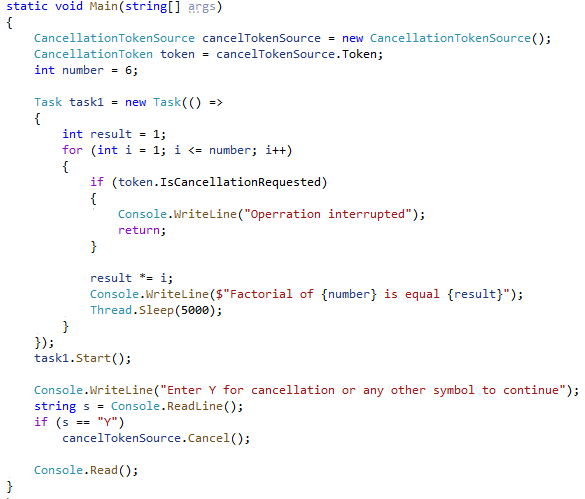 static void Main(string[] args)
{
    CancellationTokenSource cancelTokenSource = new CancellationTokenSource();
    CancellationToken token = cancelTokenSource.Token;
    int number = 6;

    Task task1 = new Task(() =>
    {
        int result = 1;
        for (int i = 1; i <= number; i++)
        {
            if (token.IsCancellationRequested)
            {
                Console.WriteLine("Operration interrupted");
                return;
            }

            result *= i;
            Console.WriteLine($"Factorial of {number} is equal {result}");
            Thread.Sleep(5000);
        }
    });
    task1.Start();

    Console.WriteLine("Enter Y for cancellation or any other symbol to continue");
    string s = Console.ReadLine();
    if (s == "Y")
        cancelTokenSource.Cancel();

    Console.Read();
}